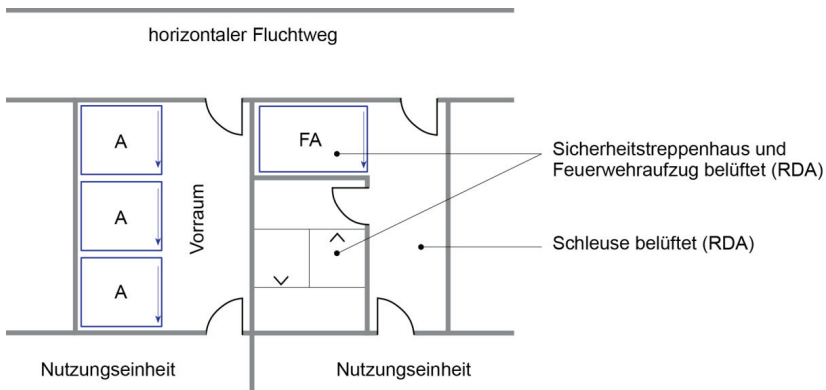 horizontaler Fluchtweg
A
FA
Sicherheitstreppenhaus und
Feuerwehraufzug belüftet (RDA)
A
Vorraum
Schleuse belüftet (RDA)
A
Nutzungseinheit
Nutzungseinheit